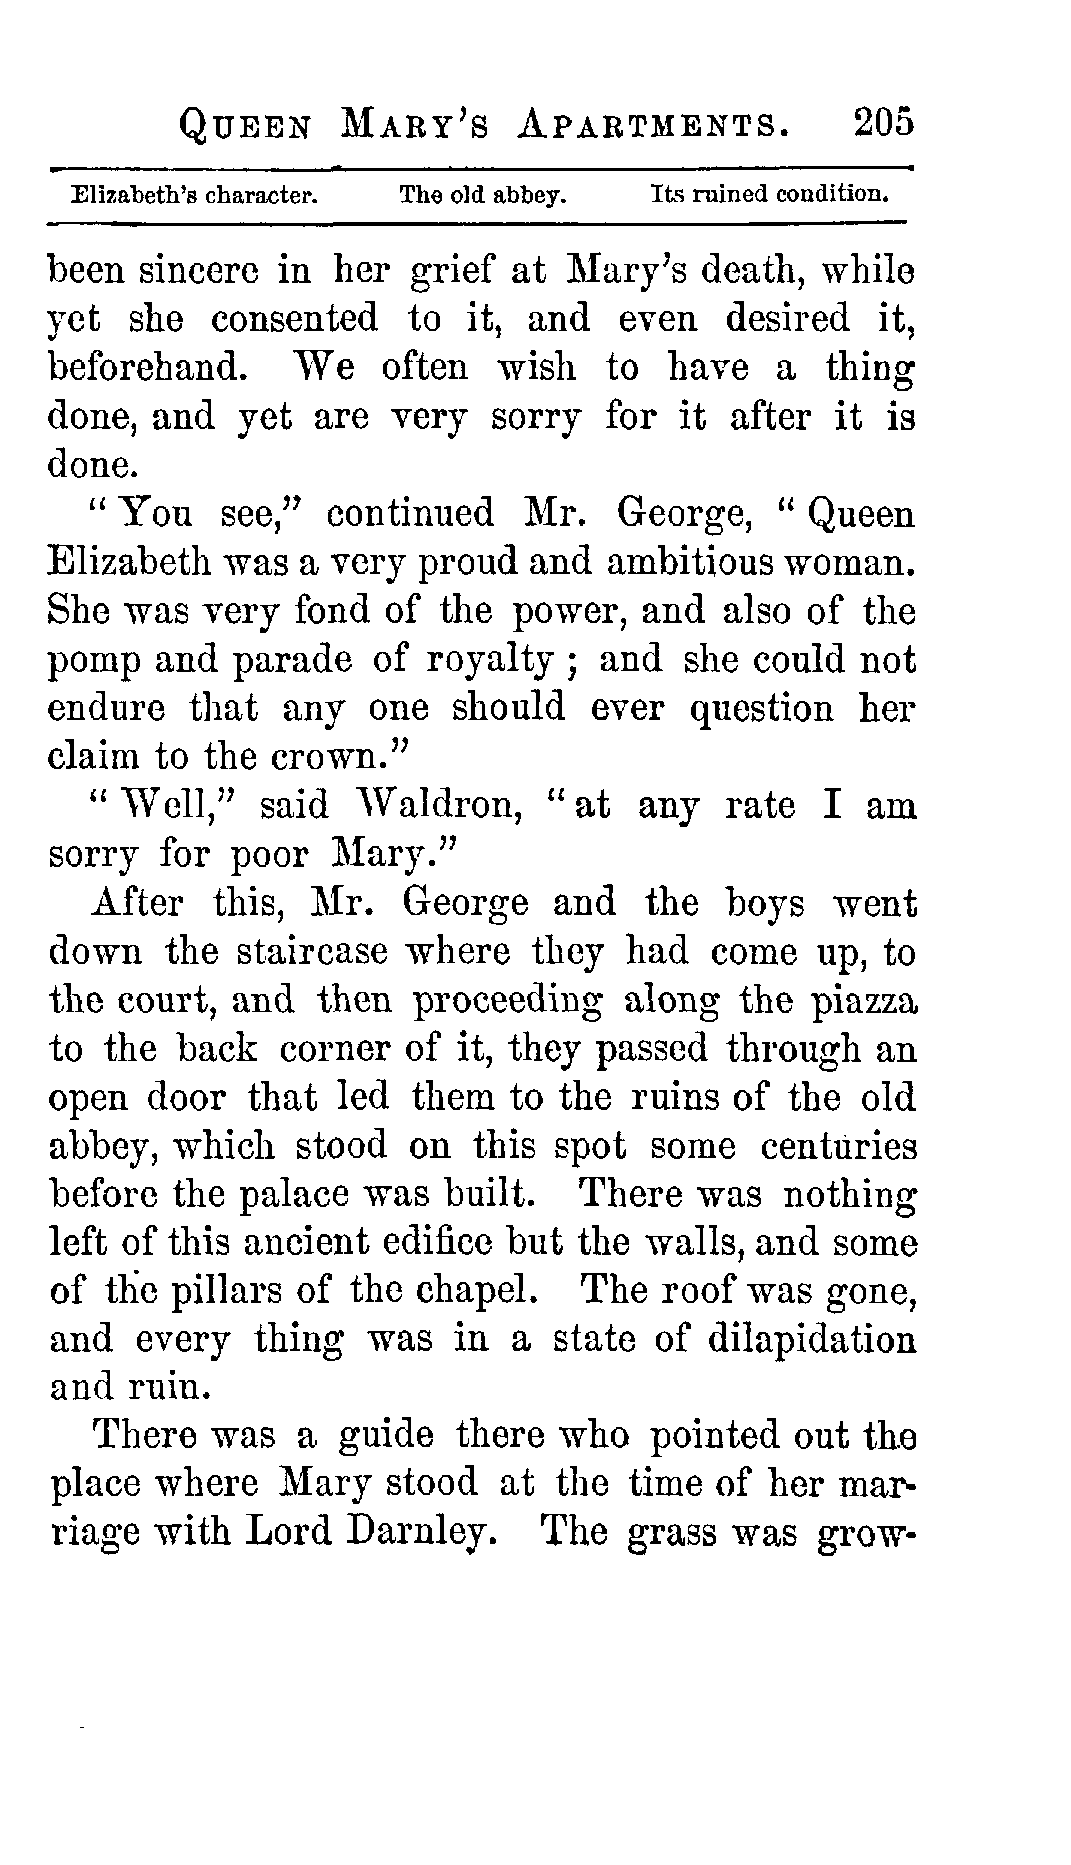 QUEEN MARY'S APARTMENTS. 205
Elizabeth's character. The old abbey. Its ruined condition.
been sincere in her grief at Mary's death, while
yet she consented to it, and even desired it,
beforehand. We often wish to have a thing
done, and yet are very sorry for it after it is
done.
“ You see,” continued Mr. George, “ Queen
Elizabeth was a very proud and ambitious woman.
She was very fond of the power, and also of the
pomp and parade of royalty ; and she could not
endure that any one should ever question her
claim to the crown.”
“ Well,” said Waldron, “ at any rate I am
sorry for poor Mary.”
After this, Mr. George and the boys went
down the staircase where they had come up, to
the court, and then proceeding along the piazza
to the back corner of it, they passed through an
open door that led them to the ruins of the old
abbey, which stood on this spot some centuries
before the palace was built. There was nothing
left of this ancient edifice but the walls, and some
of the pillars of the chapel. The roof was gone,
and every thing was in a state of dilapidation
and ruin.
There was a guide there who pointed out the
place where Mary stood at the time of her mar-
riage with Lord Darnley. The grass was grow-